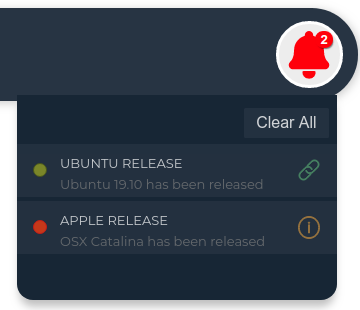 2
Clear All
UBUNTU RELEASE
Ubuntu 19.10 has been released
APPLE RELEASE
OSX Catalina has been released